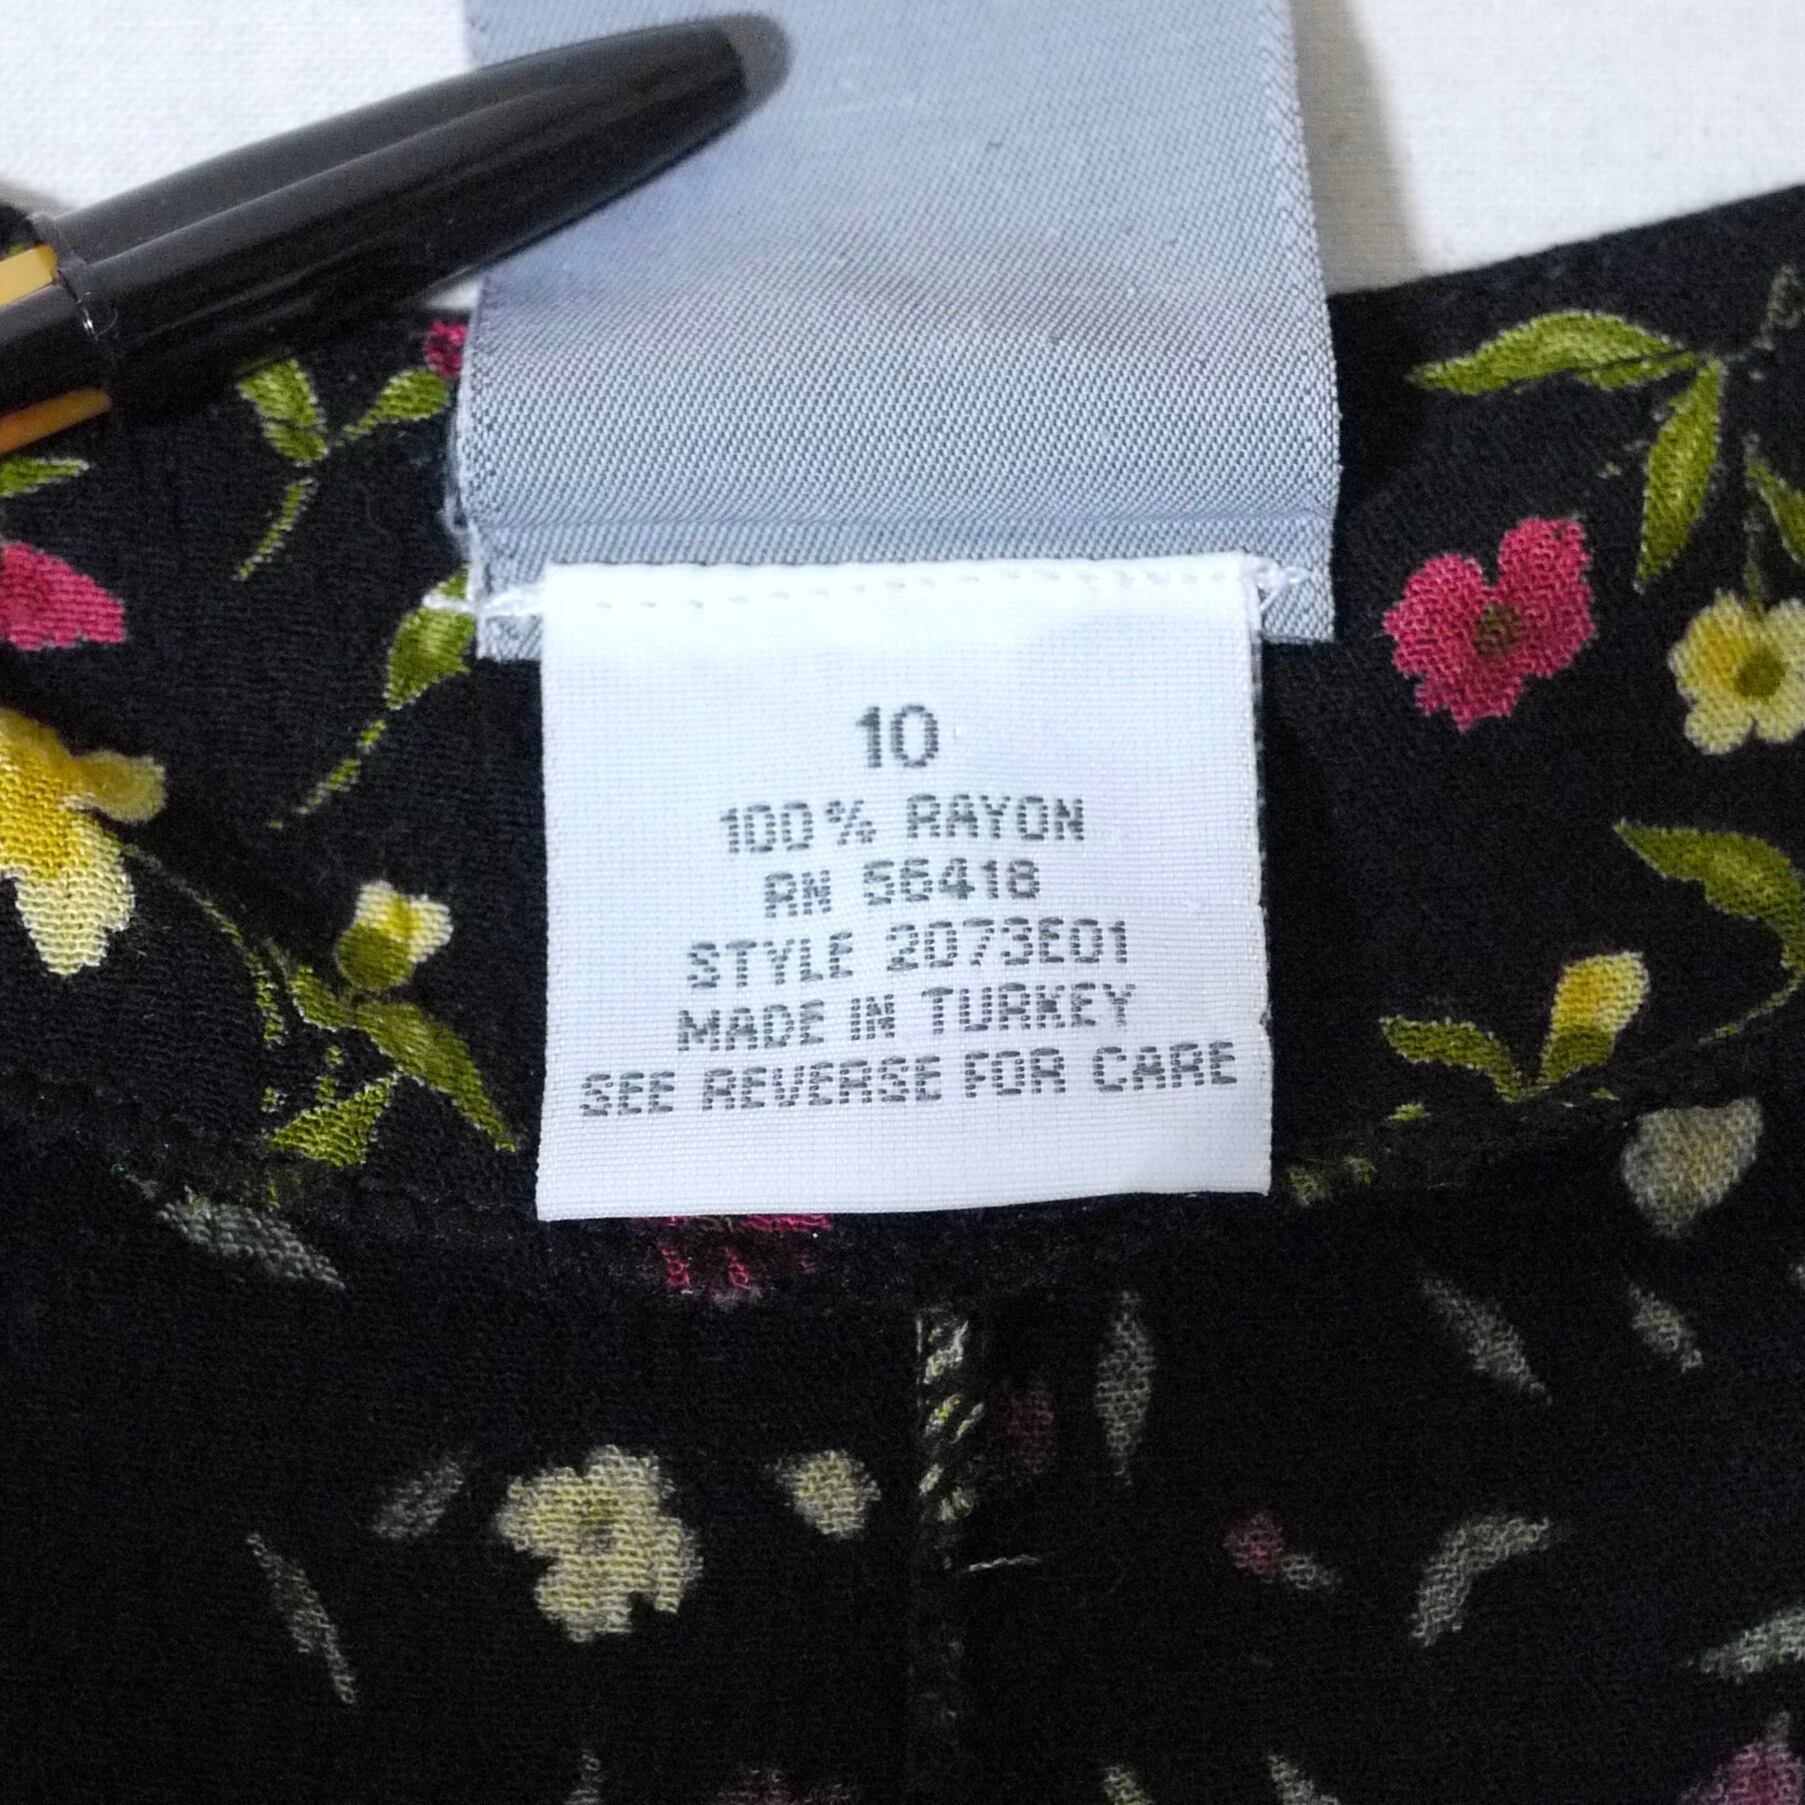 10
100% RAYON
RN 56418
STYLE 2073E01
MADE IN TURKEY
SEE REVERSE FOR CARE